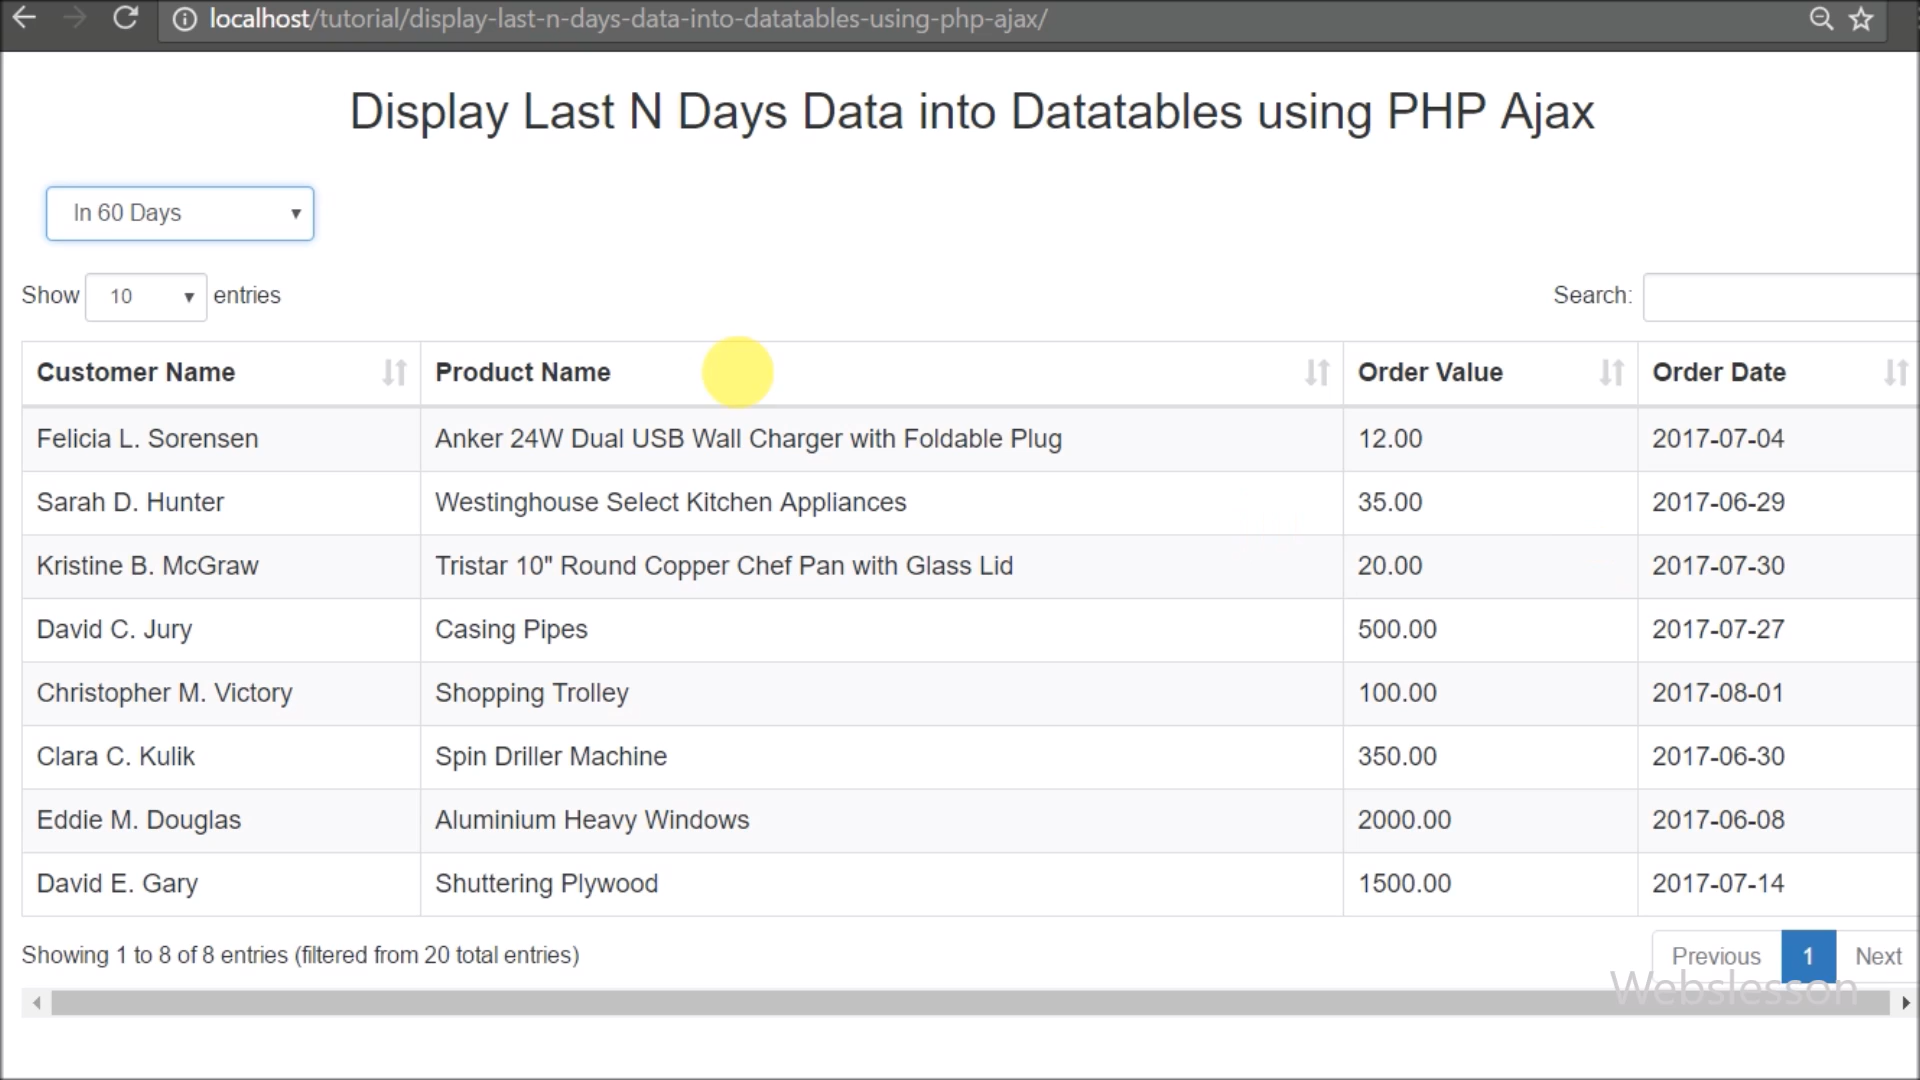 localhost/tutorial/display-last-n-days-data-into-datatables-using-php-ajax/
Display Last N Days Data into Datatables using PHP Ajax
In 60 Days
Show 10 entries Search:
Customer Name Product Name Order Value Order Date
Felicia L. Sorensen Anker 24W Dual USB Wall Charger with Foldable Plug 12.00 2017-07-04
Sarah D. Hunter Westinghouse Select Kitchen Appliances 35.00 2017-06-29
Kristine B. McGraw Tristar 10" Round Copper Chef Pan with Glass Lid 20.00 2017-07-30
David C. Jury Casing Pipes 500.00 2017-07-27
Christopher M. Victory Shopping Trolley 100.00 2017-08-01
Clara C. Kulik Spin Driller Machine 350.00 2017-06-30
Eddie M. Douglas Aluminium Heavy Windows 2000.00 2017-06-08
David E. Gary Shuttering Plywood 1500.00 2017-07-14
Showing 1 to 8 of 8 entries (filtered from 20 total entries) Previous 1 Next
Webslesson